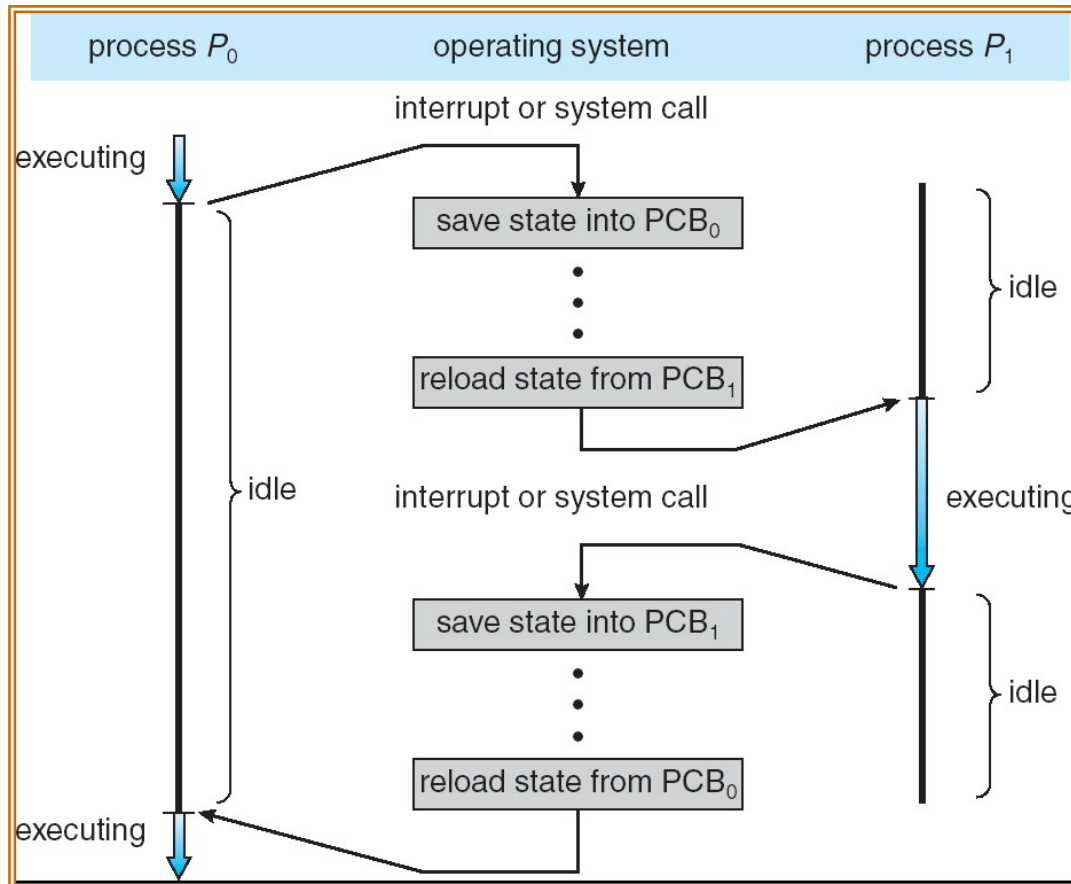 process P₀ operating system process P₁
interrupt or system call
executing
save state into PCB₀
idle
reload state from PCB₁
idle
interrupt or system call
executing
save state into PCB₁
idle
reload state from PCB₀
executing